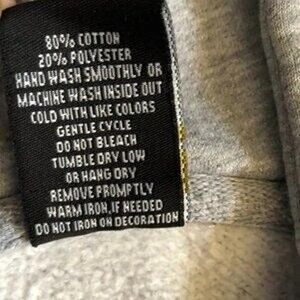 80% COTTON
20% POLYESTER
HAND WASH SMOOTHLY OR
MACHINE WASH INSIDE OUT
COLD WITH LIKE COLORS
GENTLE CYCLE
DO NOT BLEACH
TUMBLE DRY LOW
OR HANG DRY
REMOVE PROMPTLY
WARM IRON, IF NEEDED
DO NOT IRON ON DECORATION